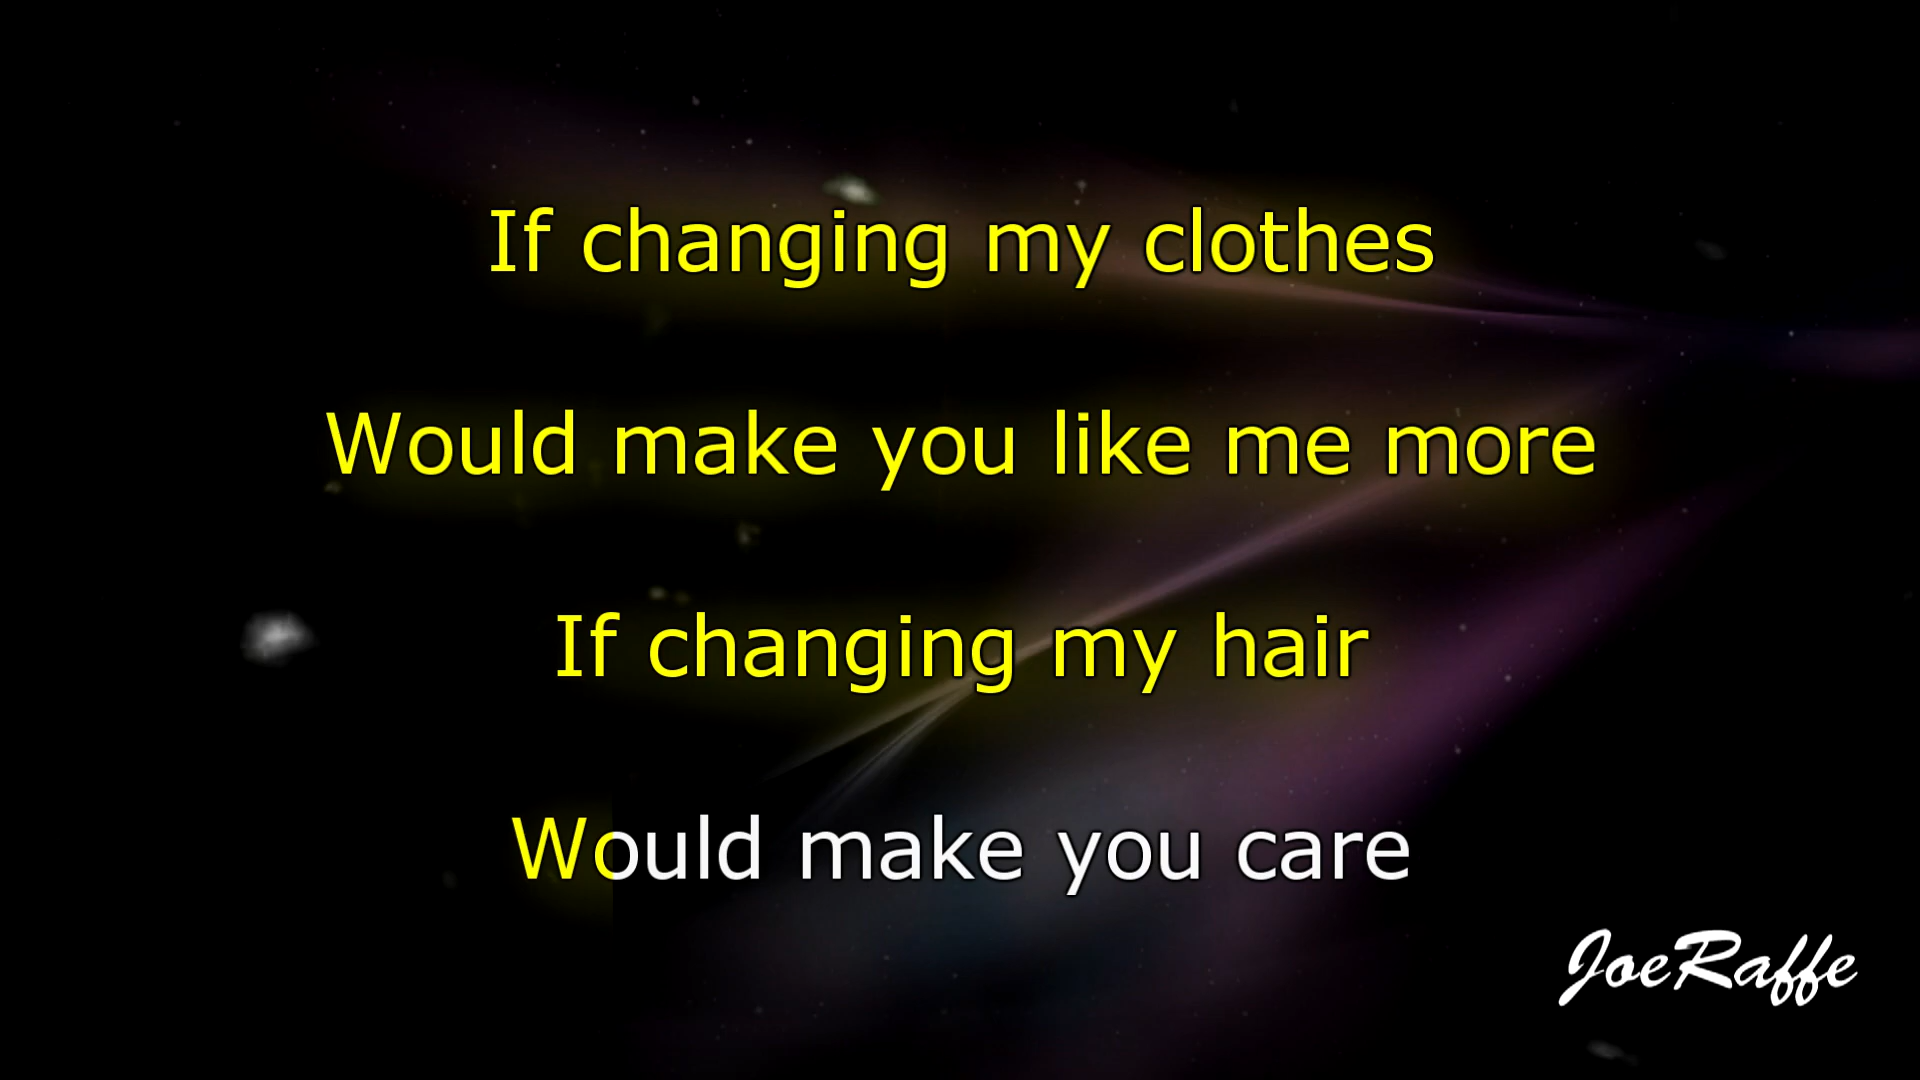 If changing my clothes
Would make you like me more
If changing my hair
Would make you care
JoeRaffe